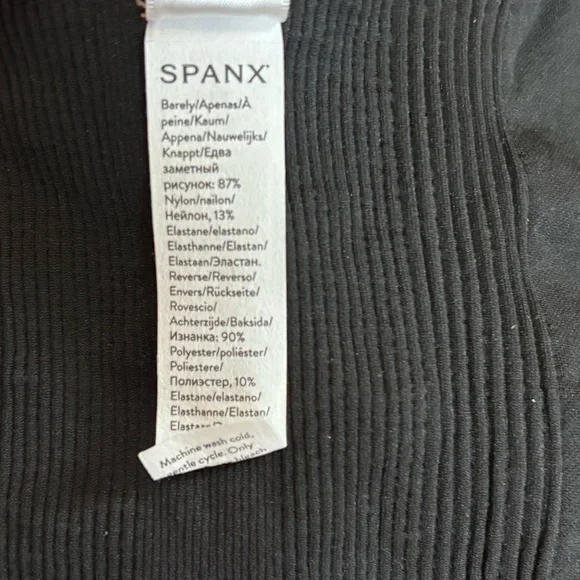 SPANX
Barely/Apenas/À
peine/Kaum/
Appena/Nauwelijks/
Knappt/Едва
заметный
рисунок: 87%
Nylon/nailon/
Нейлон, 13%
Elastane/elastano/
Elasthanne/Elastan/
Elastaan/Эластан.
Reverse/Reverso/
Envers/Rückseite/
Rovescio/
Achterzijde/Baksida/
Изнанка: 90%
Polyester/poliéster/
Poliestere/
Полиэстер, 10%
Elastane/elastano/
Elasthanne/Elastan/
Machine wash cold,
gentle cycle. Only
bleach